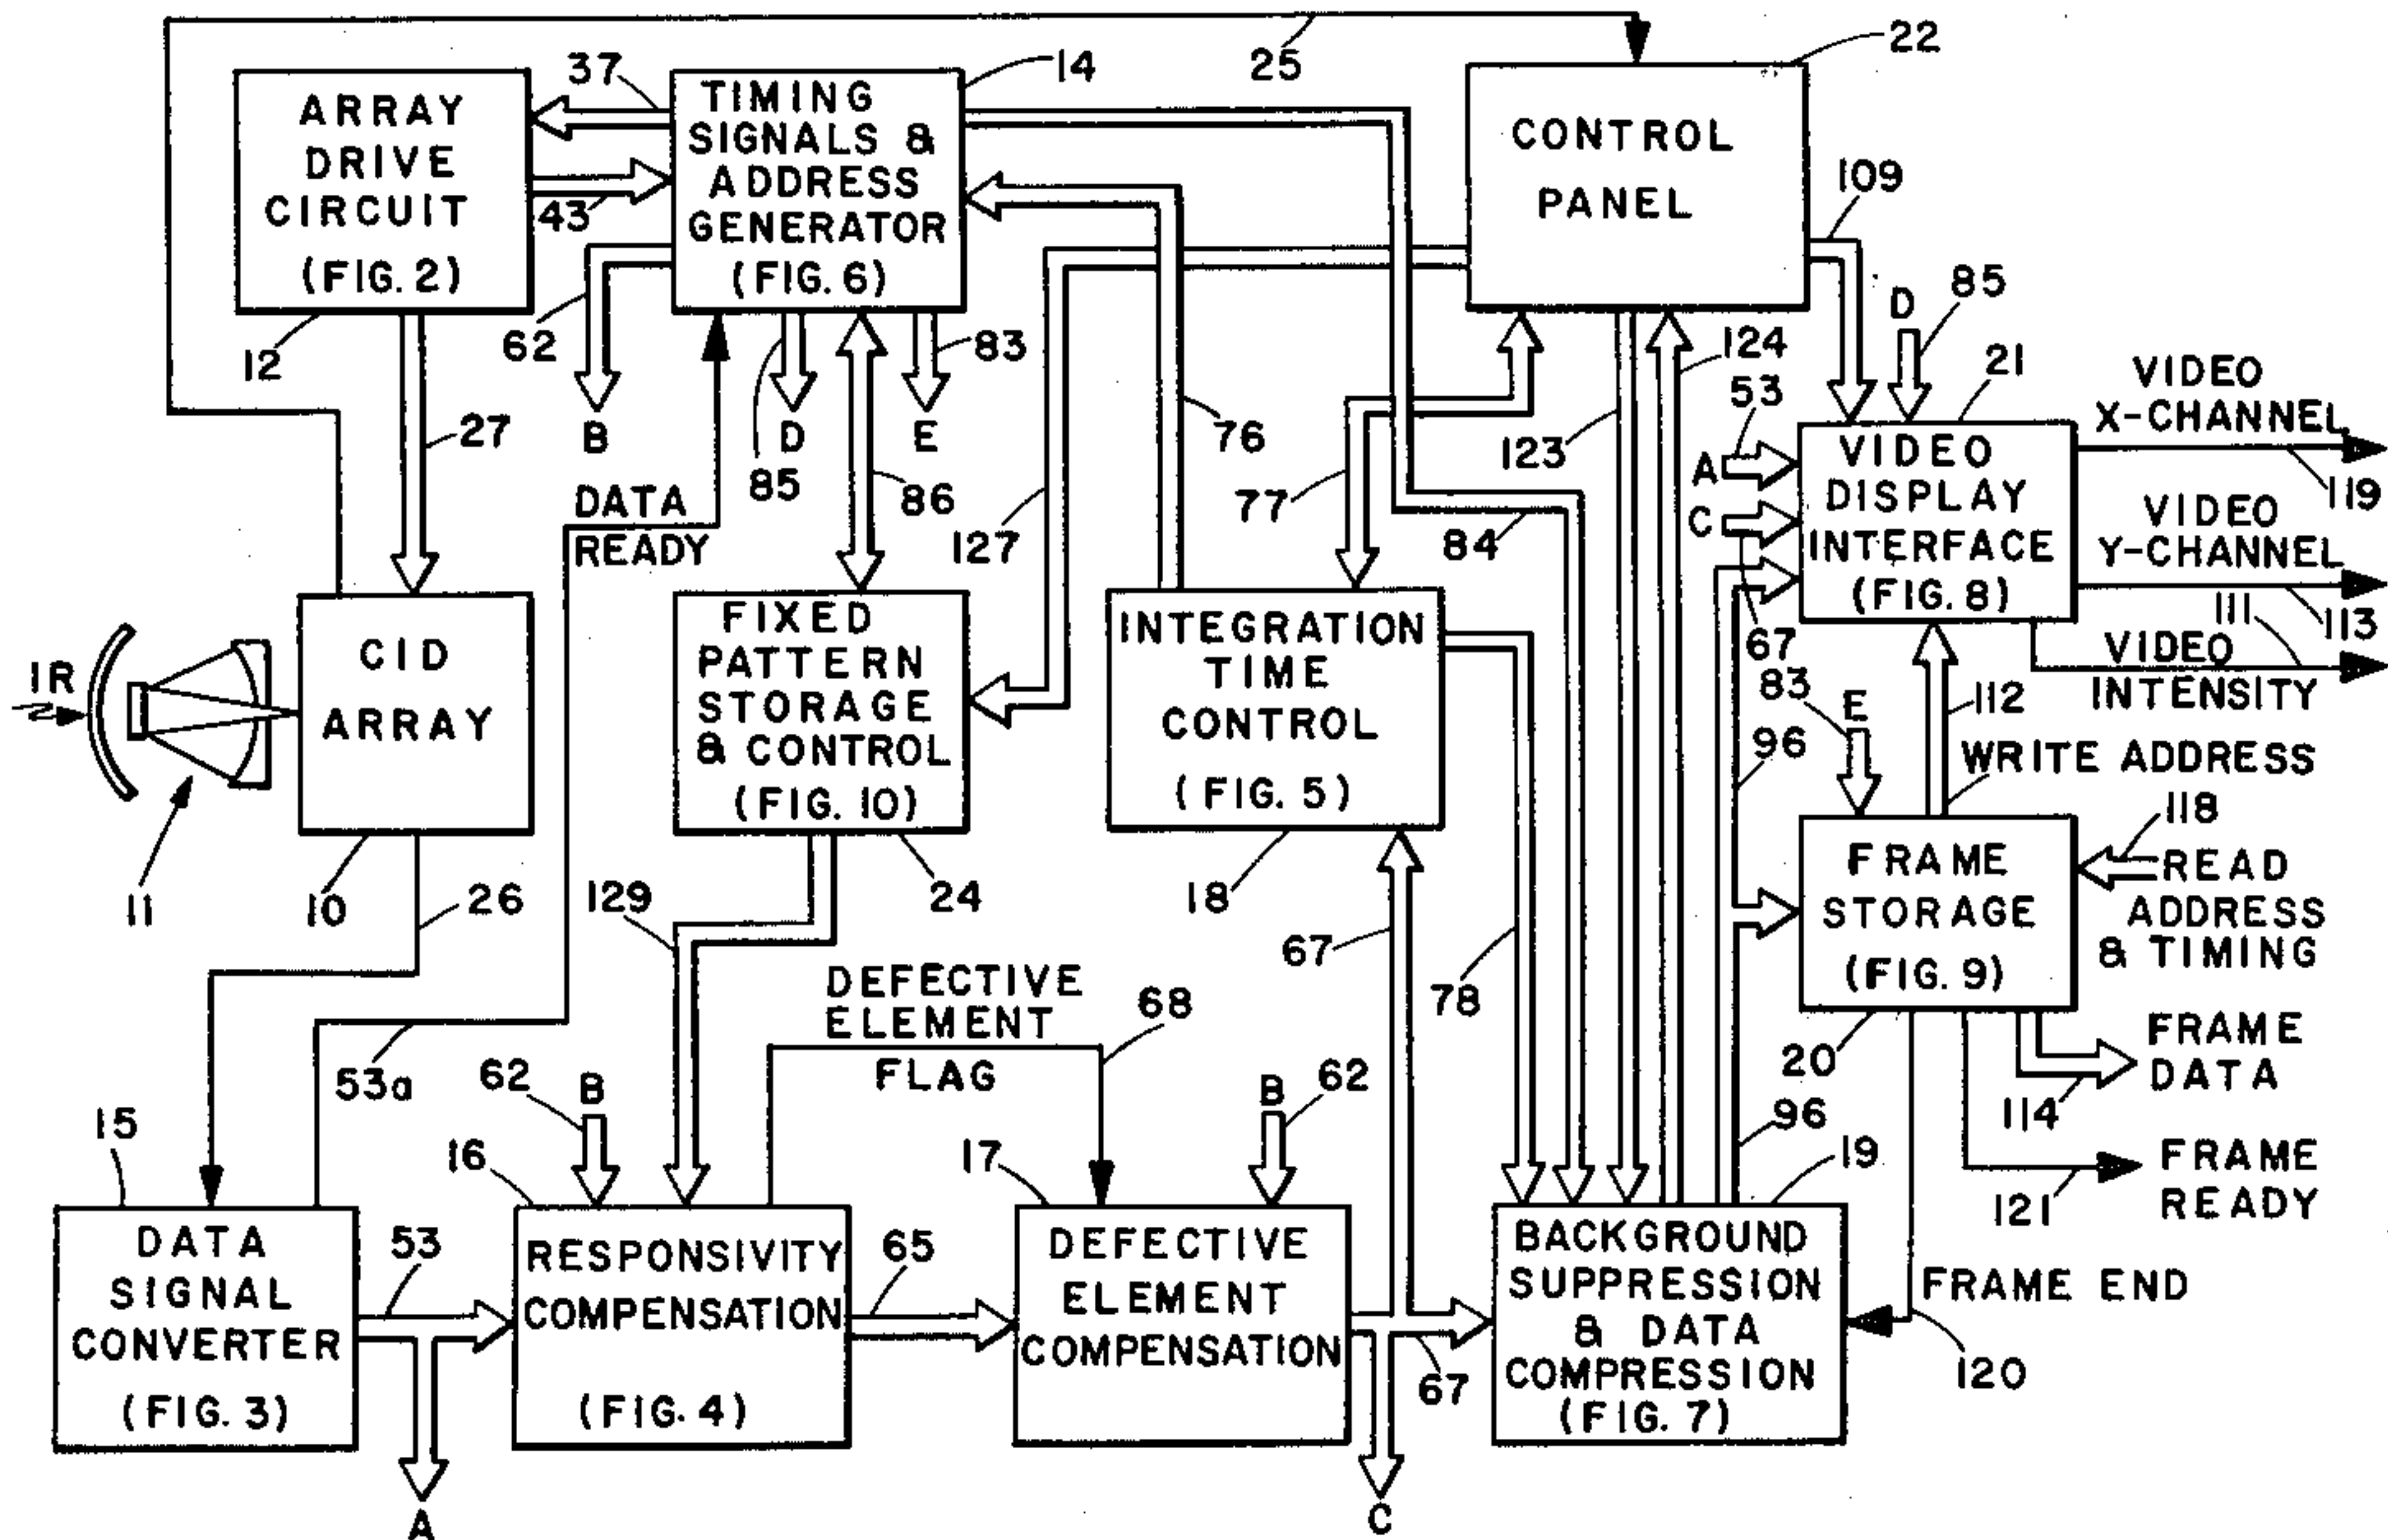 25
22
37
14
ARRAY
DRIVE
CIRCUIT
(FIG. 2)
TIMING
SIGNALS &
ADDRESS
GENERATOR
(FIG. 6)
CONTROL
PANEL
43
109
62
12
B
85
D
E
83
D
85
27
76
77
123
124
53
A
C
67
21
VIDEO
DISPLAY
INTERFACE
(FIG. 8)
VIDEO
X-CHANNEL
119
VIDEO
Y-CHANNEL
113
VIDEO
INTENSITY
111
DATA
READY
86
127
84
CID
ARRAY
IR
11
10
26
FIXED
PATTERN
STORAGE
& CONTROL
(FIG. 10)
INTEGRATION
TIME
CONTROL
(FIG. 5)
83
E
96
112
WRITE ADDRESS
118
READ
ADDRESS
& TIMING
FRAME
STORAGE
(FIG. 9)
129
24
18
67
78
DEFECTIVE
ELEMENT
FLAG
68
53a
62
B
B
62
20
FRAME
DATA
114
96
FRAME
READY
121
15
16
17
19
DATA
SIGNAL
CONVERTER
(FIG. 3)
53
RESPONSIVITY
COMPENSATION
(FIG. 4)
65
DEFECTIVE
ELEMENT
COMPENSATION
67
BACKGROUND
SUPPRESSION
& DATA
COMPRESSION
(FIG. 7)
FRAME END
120
A
C